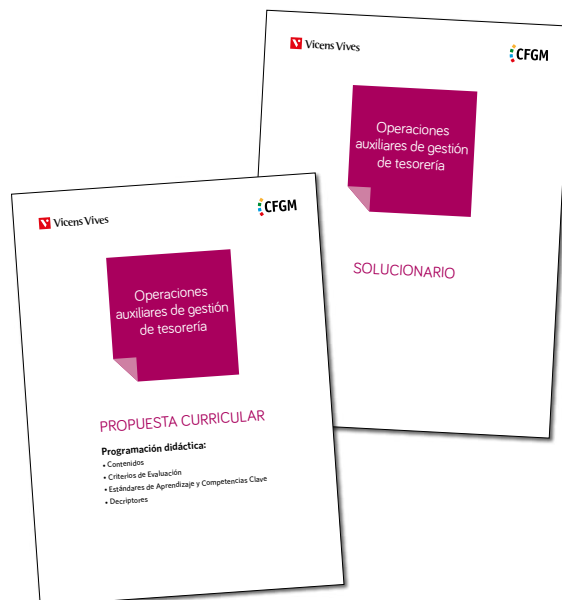 Vicens Vives
CFGM
Operaciones
auxiliares de gestión
de tesorería
SOLUCIONARIO
Vicens Vives
CFGM
Operaciones
auxiliares de gestión
de tesorería
PROPUESTA CURRICULAR
Programación didáctica:
• Contenidos
• Criterios de Evaluación
• Estándares de Aprendizaje y Competencias Clave
• Decriptores